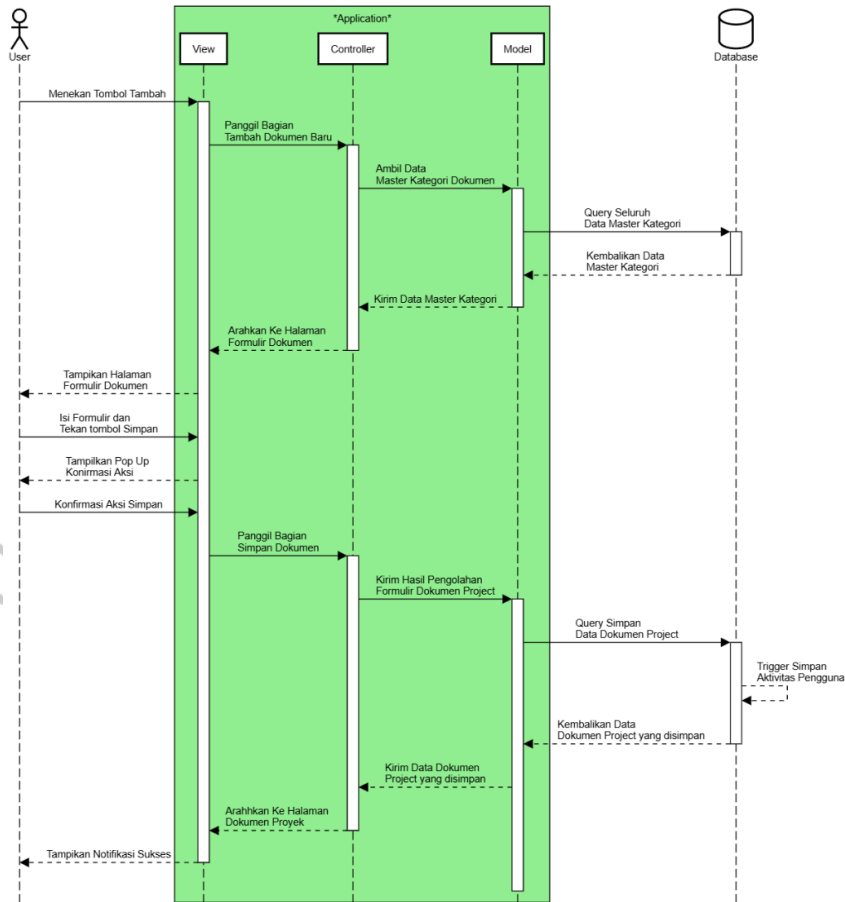 *Application*
User
View
Controller
Model
Database
Menekan Tombol Tambah
Panggil Bagian
Tambah Dokumen Baru
Ambil Data
Master Kategori Dokumen
Query Seluruh
Data Master Kategori
Kembalikan Data
Master Kategori
Kirim Data Master Kategori
Arahkan Ke Halaman
Formulir Dokumen
Tampikan Halaman
Formulir Dokumen
Isi Formulir dan
Tekan tombol Simpan
Tampilkan Pop Up
Konirmasi Aksi
Konfirmasi Aksi Simpan
Panggil Bagian
Simpan Dokumen
Kirim Hasil Pengolahan
Formulir Dokumen Project
Query Simpan
Data Dokumen Project
Trigger Simpan
Aktivitas Pengguna
Kembalikan Data
Dokumen Project yang disimpan
Kirim Data Dokumen
Project yang disimpan
Arahhkan Ke Halaman
Dokumen Proyek
Tampikan Notifikasi Sukses